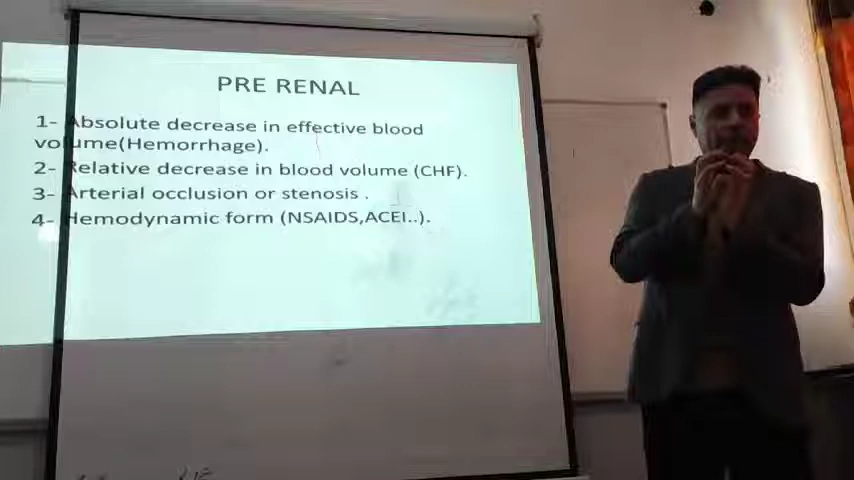 PRE RENAL
1- Absolute decrease in effective blood
volume(Hemorrhage).
2- Relative decrease in blood volume (CHF).
3- Arterial occlusion or stenosis .
4- Hemodynamic form (NSAIDS,ACEI..).